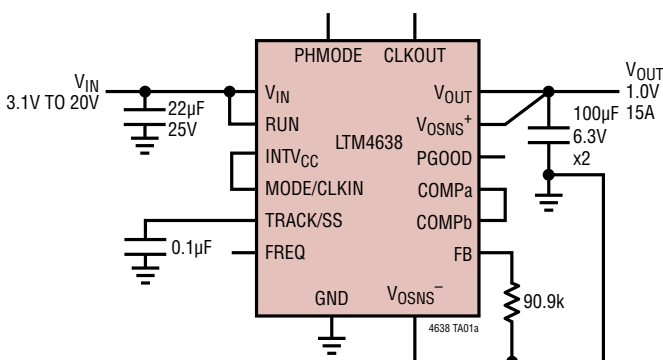 PHMODE CLKOUT
VIN
3.1V TO 20V
22µF
25V
VIN
RUN
INTVCC
MODE/CLKIN
TRACK/SS
FREQ
0.1µF
LTM4638
VOUT
VOSNS+
PGOOD
COMPa
COMPb
FB
GND
VOSNS−
VOUT
1.0V
15A
100µF
6.3V
x2
90.9k
4638 TA01a